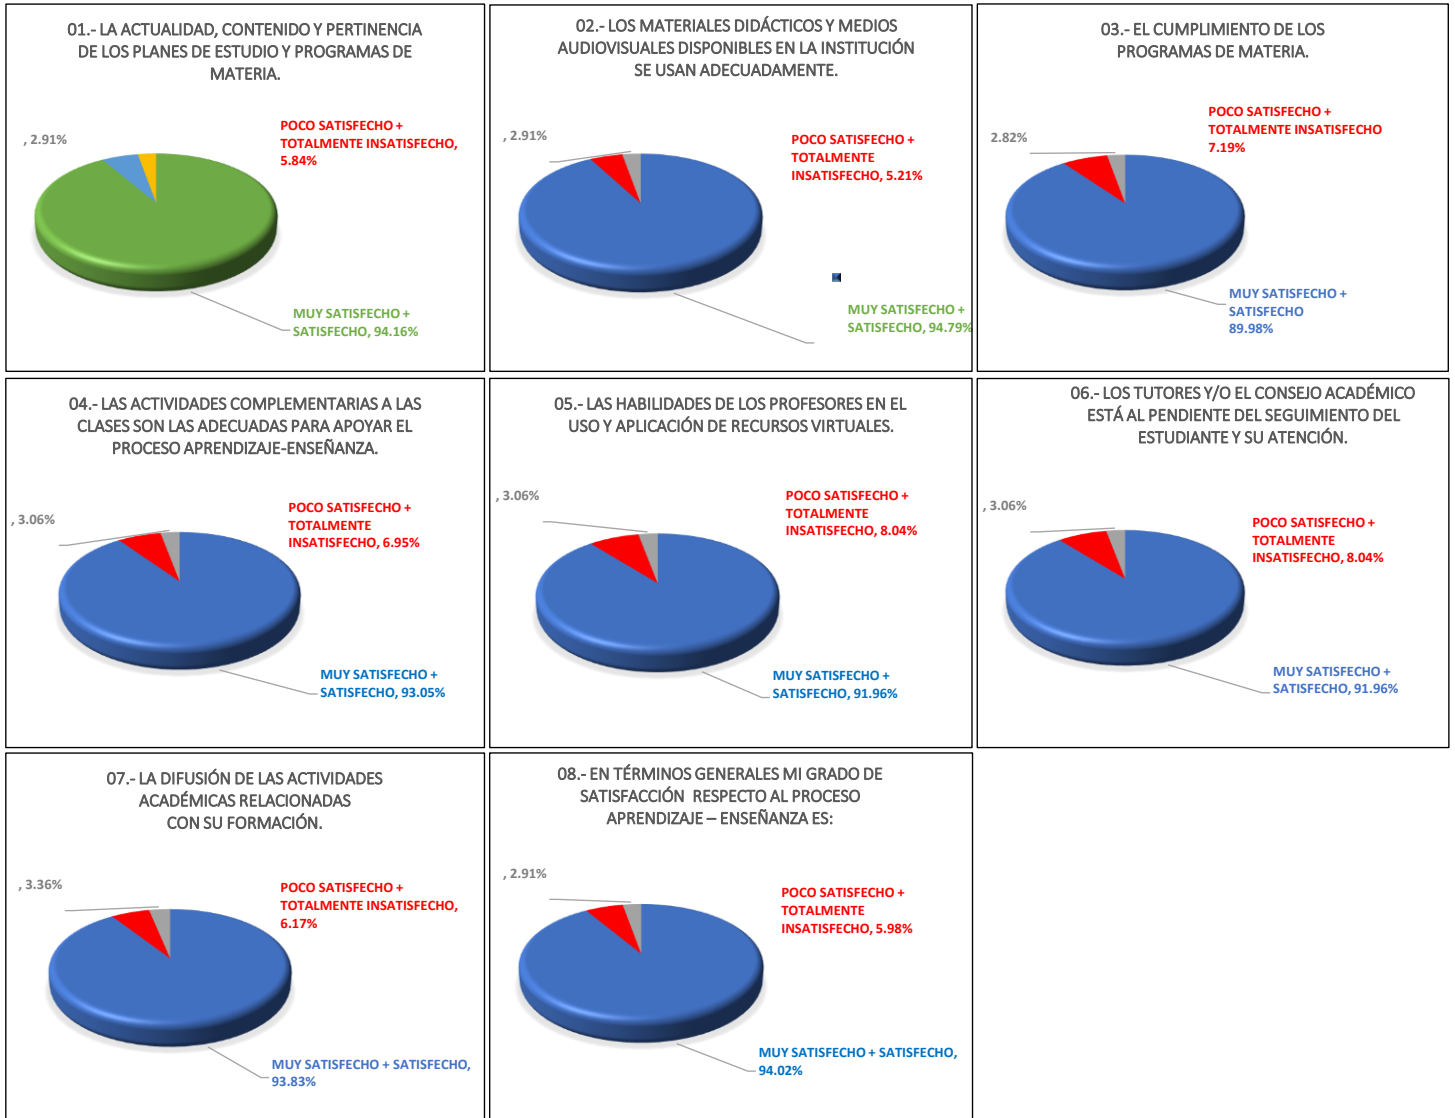 01.- LA ACTUALIDAD, CONTENIDO Y PERTINENCIA
DE LOS PLANES DE ESTUDIO Y PROGRAMAS DE
MATERIA.
, 2.91%
POCO SATISFECHO +
TOTALMENTE INSATISFECHO,
5.84%
MUY SATISFECHO +
SATISFECHO, 94.16%
02.- LOS MATERIALES DIDÁCTICOS Y MEDIOS
AUDIOVISUALES DISPONIBLES EN LA INSTITUCIÓN
SE USAN ADECUADAMENTE.
, 2.91%
POCO SATISFECHO +
TOTALMENTE
INSATISFECHO, 5.21%
MUY SATISFECHO +
SATISFECHO, 94.79%
03.- EL CUMPLIMIENTO DE LOS
PROGRAMAS DE MATERIA.
2.82%
POCO SATISFECHO +
TOTALMENTE INSATISFECHO
7.19%
MUY SATISFECHO +
SATISFECHO
89.98%
04.- LAS ACTIVIDADES COMPLEMENTARIAS A LAS
CLASES SON LAS ADECUADAS PARA APOYAR EL
PROCESO APRENDIZAJE-ENSEÑANZA.
, 3.06%
POCO SATISFECHO +
TOTALMENTE
INSATISFECHO, 6.95%
MUY SATISFECHO +
SATISFECHO, 93.05%
05.- LAS HABILIDADES DE LOS PROFESORES EN EL
USO Y APLICACIÓN DE RECURSOS VIRTUALES.
, 3.06%
POCO SATISFECHO +
TOTALMENTE
INSATISFECHO, 8.04%
MUY SATISFECHO +
SATISFECHO, 91.96%
06.- LOS TUTORES Y/O EL CONSEJO ACADÉMICO
ESTÁ AL PENDIENTE DEL SEGUIMIENTO DEL
ESTUDIANTE Y SU ATENCIÓN.
, 3.06%
POCO SATISFECHO +
TOTALMENTE
INSATISFECHO, 8.04%
MUY SATISFECHO +
SATISFECHO, 91.96%
07.- LA DIFUSIÓN DE LAS ACTIVIDADES
ACADÉMICAS RELACIONADAS
CON SU FORMACIÓN.
, 3.36%
POCO SATISFECHO +
TOTALMENTE INSATISFECHO,
6.17%
MUY SATISFECHO + SATISFECHO,
93.83%
08.- EN TÉRMINOS GENERALES MI GRADO DE
SATISFACCIÓN RESPECTO AL PROCESO
APRENDIZAJE – ENSEÑANZA ES:
, 2.91%
POCO SATISFECHO +
TOTALMENTE
INSATISFECHO, 5.98%
MUY SATISFECHO + SATISFECHO,
94.02%